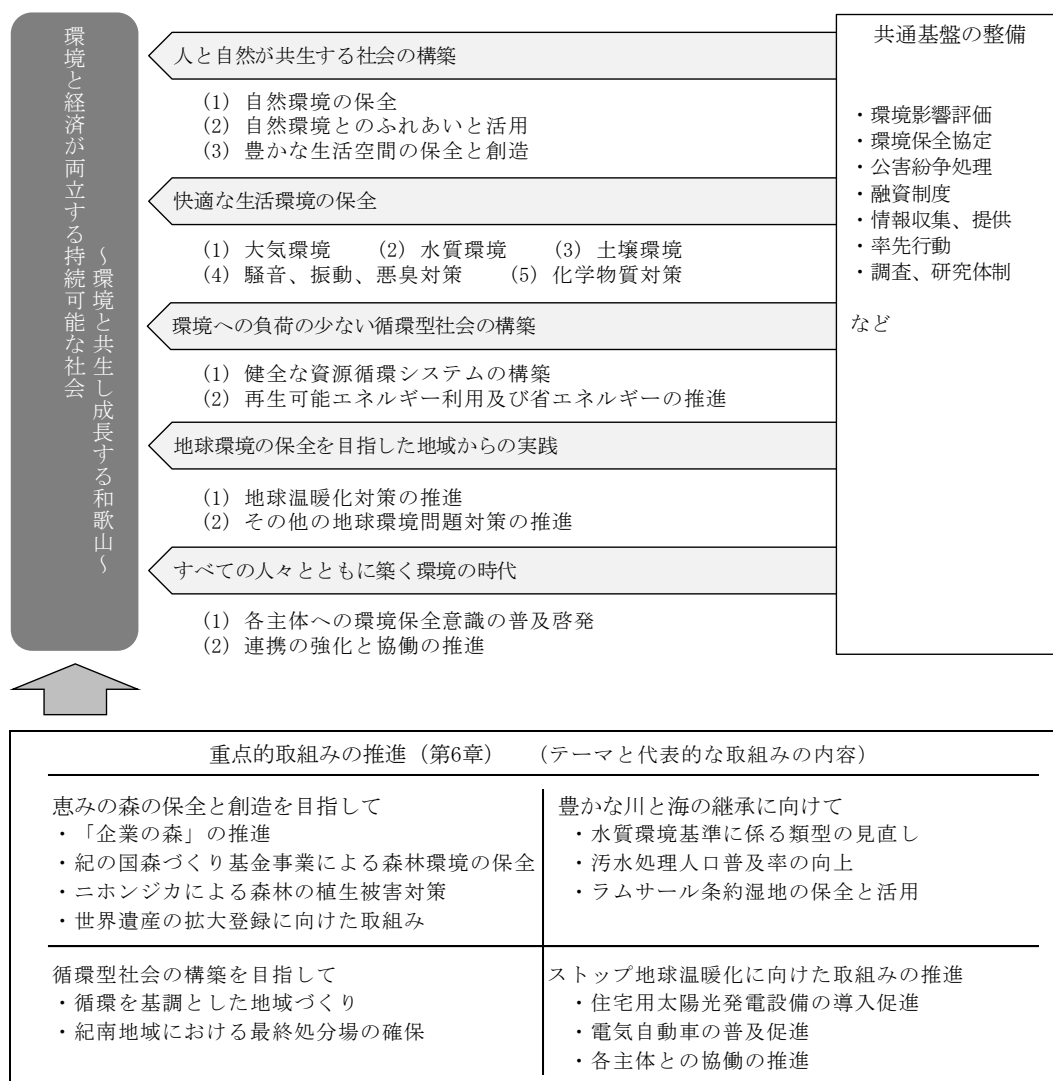 環境と経済が両立する持続可能な社会
～環境と共生し成長する和歌山～
人と自然が共生する社会の構築
(1) 自然環境の保全
(2) 自然環境とのふれあいと活用
(3) 豊かな生活空間の保全と創造
快適な生活環境の保全
(1) 大気環境 (2) 水質環境 (3) 土壌環境
(4) 騒音、振動、悪臭対策 (5) 化学物質対策
環境への負荷の少ない循環型社会の構築
(1) 健全な資源循環システムの構築
(2) 再生可能エネルギー利用及び省エネルギーの推進
地球環境の保全を目指した地域からの実践
(1) 地球温暖化対策の推進
(2) その他の地球環境問題対策の推進
すべての人々とともに築く環境の時代
(1) 各主体への環境保全意識の普及啓発
(2) 連携の強化と協働の推進
共通基盤の整備
・環境影響評価
・環境保全協定
・公害紛争処理
・融資制度
・情報収集、提供
・率先行動
・調査、研究体制
など
重点的取組みの推進（第6章） （テーマと代表的な取組みの内容）
恵みの森の保全と創造を目指して
・「企業の森」の推進
・紀の国森づくり基金事業による森林環境の保全
・ニホンジカによる森林の植生被害対策
・世界遺産の拡大登録に向けた取組み
豊かな川と海の継承に向けて
・水質環境基準に係る類型の見直し
・汚水処理人口普及率の向上
・ラムサール条約湿地の保全と活用
循環型社会の構築を目指して
・循環を基調とした地域づくり
・紀南地域における最終処分場の確保
ストップ地球温暖化に向けた取組みの推進
・住宅用太陽光発電設備の導入促進
・電気自動車の普及促進
・各主体との協働の推進